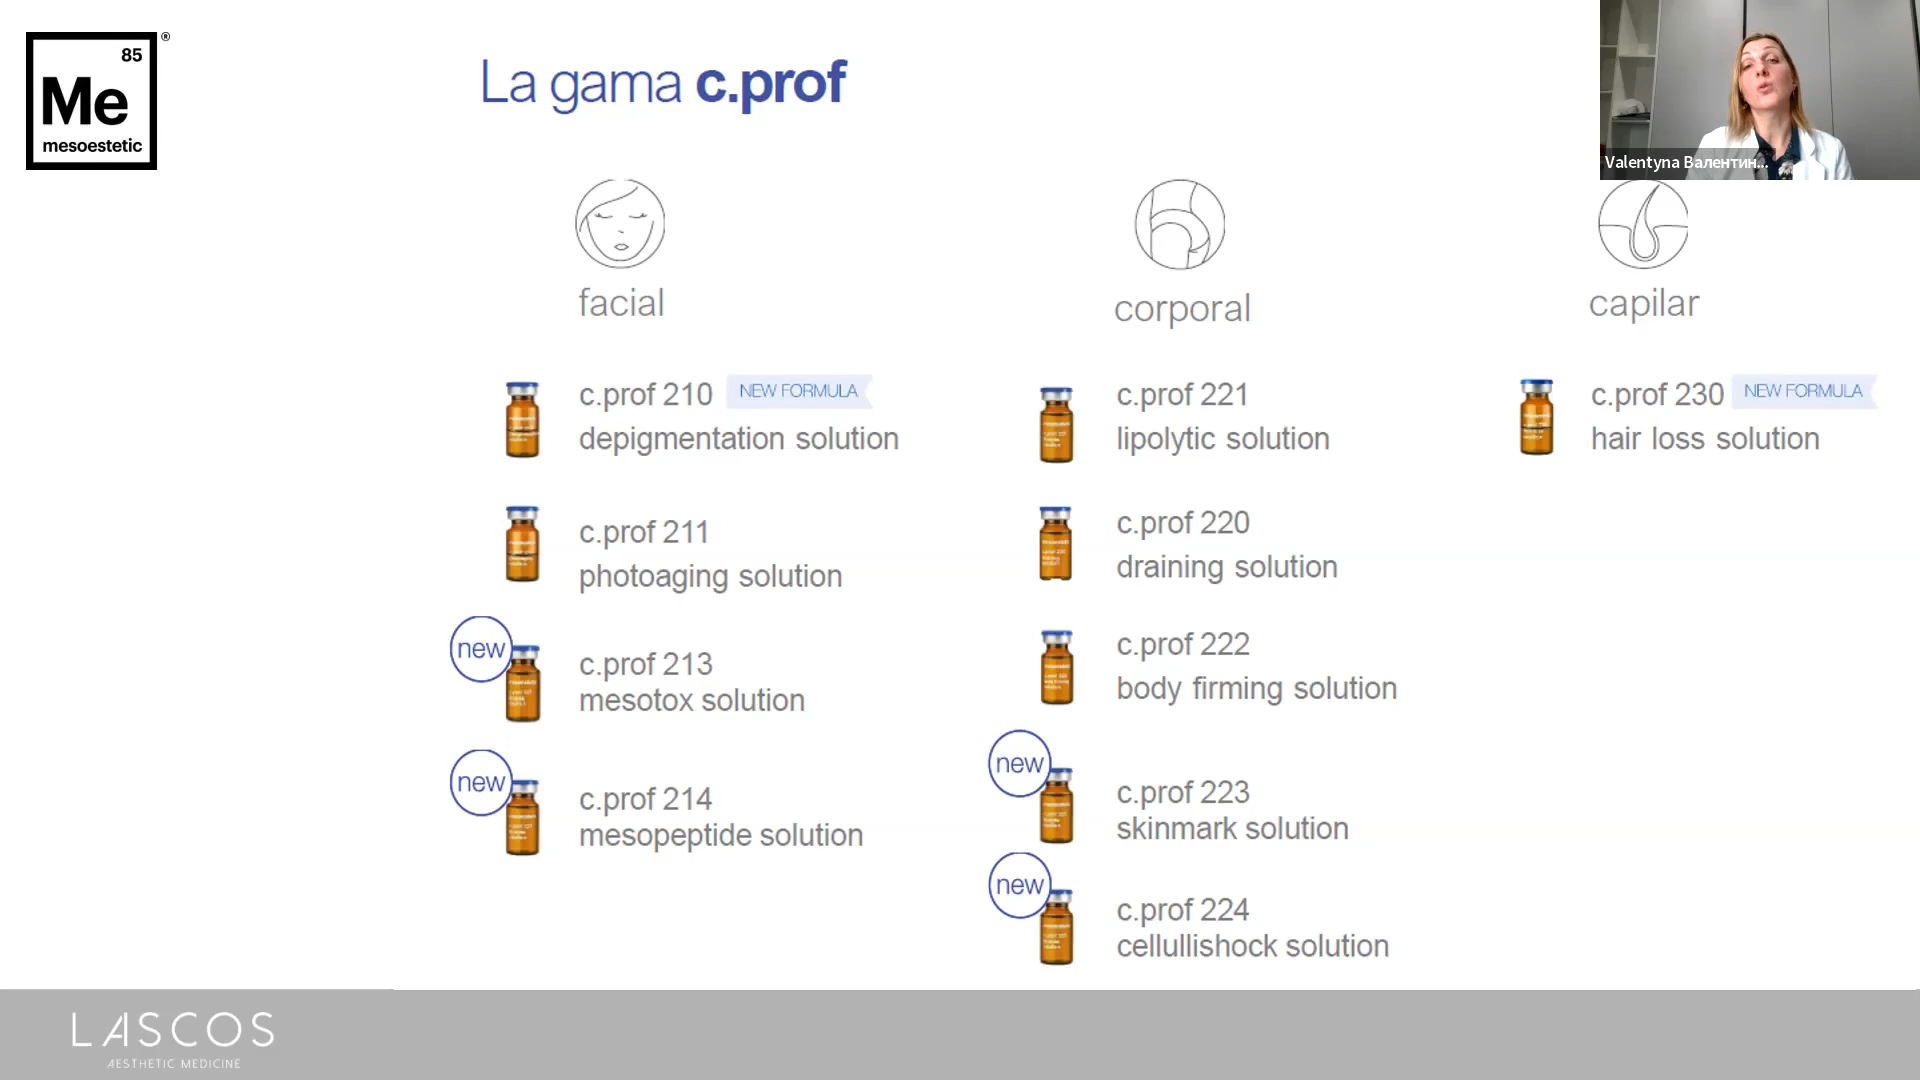 85
®
Me
mesoestetic
La gama c.prof
Valentyna Валентин...
facial
c.prof 210 NEW FORMULA
depigmentation solution
c.prof 211
photoaging solution
new
c.prof 213
mesotox solution
new
c.prof 214
mesopeptide solution
corporal
c.prof 221
lipolytic solution
c.prof 220
draining solution
c.prof 222
body firming solution
new
c.prof 223
skinmark solution
new
c.prof 224
cellullishock solution
capilar
c.prof 230 NEW FORMULA
hair loss solution
LASCOS
AESTHETIC MEDICINE